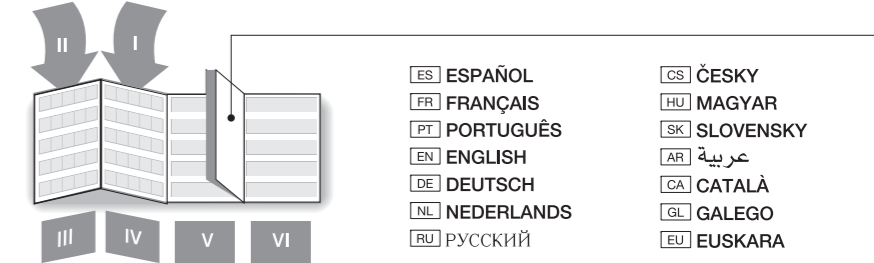 II
I
III
IV
V
VI
ES ESPAÑOL
FR FRANÇAIS
PT PORTUGUÊS
EN ENGLISH
DE DEUTSCH
NL NEDERLANDS
RU РУССКИЙ
CS ČESKY
HU MAGYAR
SK SLOVENSKY
AR عربية
CA CATALÀ
GL GALEGO
EU EUSKARA